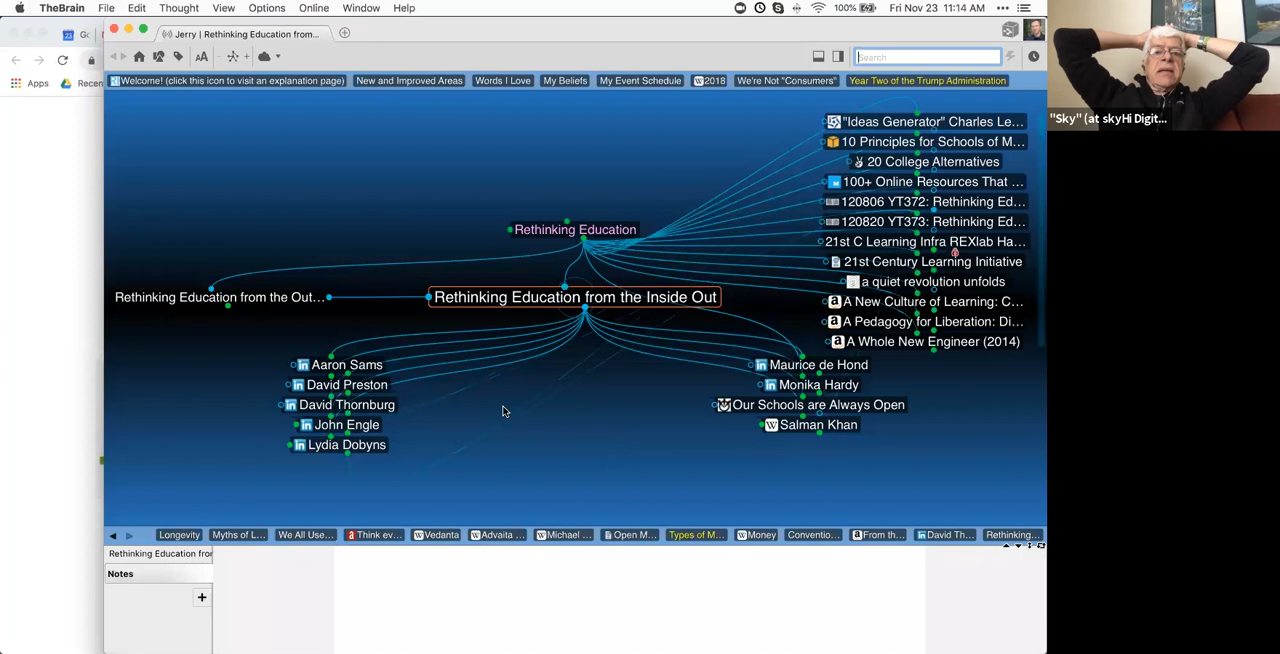 TheBrain File Edit Thought View Options Online Window Help 100% Fri Nov 23 11:14 AM
Jerry | Rethinking Education from...
Search
Apps
Recen
Welcome! (click this icon to visit an explanation page) New and Improved Areas Words I Love My Beliefs My Event Schedule 2018 We're Not "Consumers" Year Two of the Trump Administration
"Sky" (at skyHi Digit...
"Ideas Generator" Charles Le...
10 Principles for Schools of M...
20 College Alternatives
100+ Online Resources That ...
120806 YT372: Rethinking Ed...
120820 YT373: Rethinking Ed...
21st C Learning Infra REXlab Ha...
21st Century Learning Initiative
a quiet revolution unfolds
A New Culture of Learning: C...
A Pedagogy for Liberation: Di...
A Whole New Engineer (2014)
Rethinking Education
Rethinking Education from the Out...
Rethinking Education from the Inside Out
Aaron Sams
David Preston
David Thornburg
John Engle
Lydia Dobyns
Maurice de Hond
Monika Hardy
Our Schools are Always Open
Salman Khan
Longevity Myths of L... We All Use... Think ev... Vedanta Advaita ... Michael ... Open M... Types of M... Money Conventio... From th... David Th... Rethinking...
Rethinking Education fron
Notes